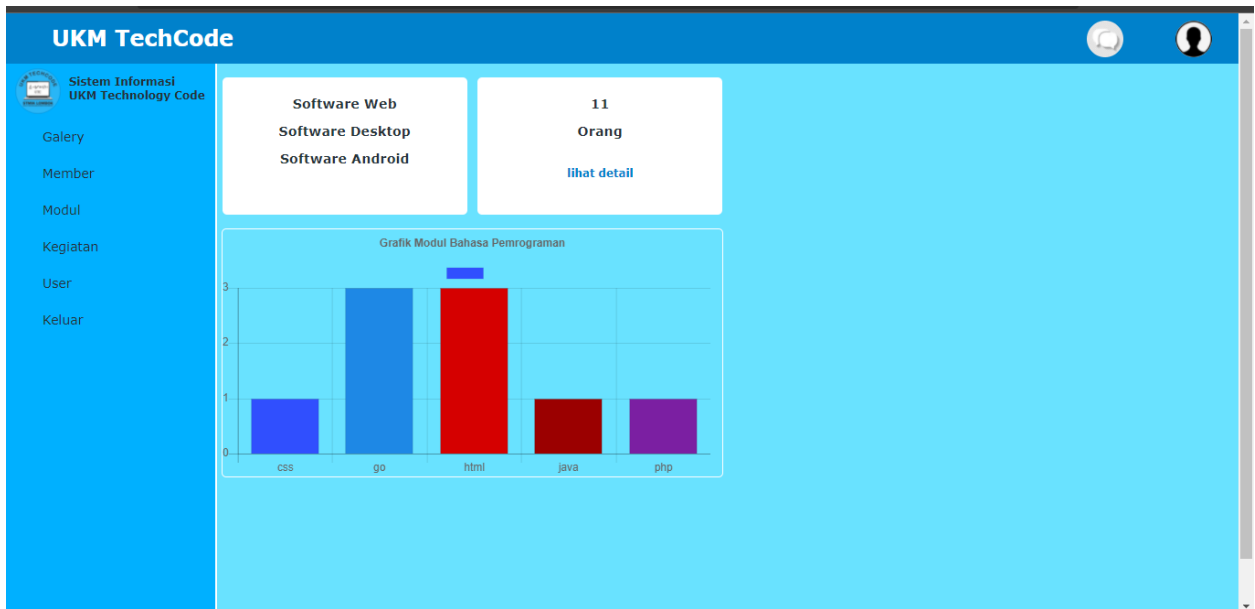 UKM TechCode
Sistem Informasi
UKM Technology Code
Galery
Member
Modul
Kegiatan
User
Keluar
Software Web
Software Desktop
Software Android
11
Orang
lihat detail
Grafik Modul Bahasa Pemrograman
3
2
1
0
css go html java php